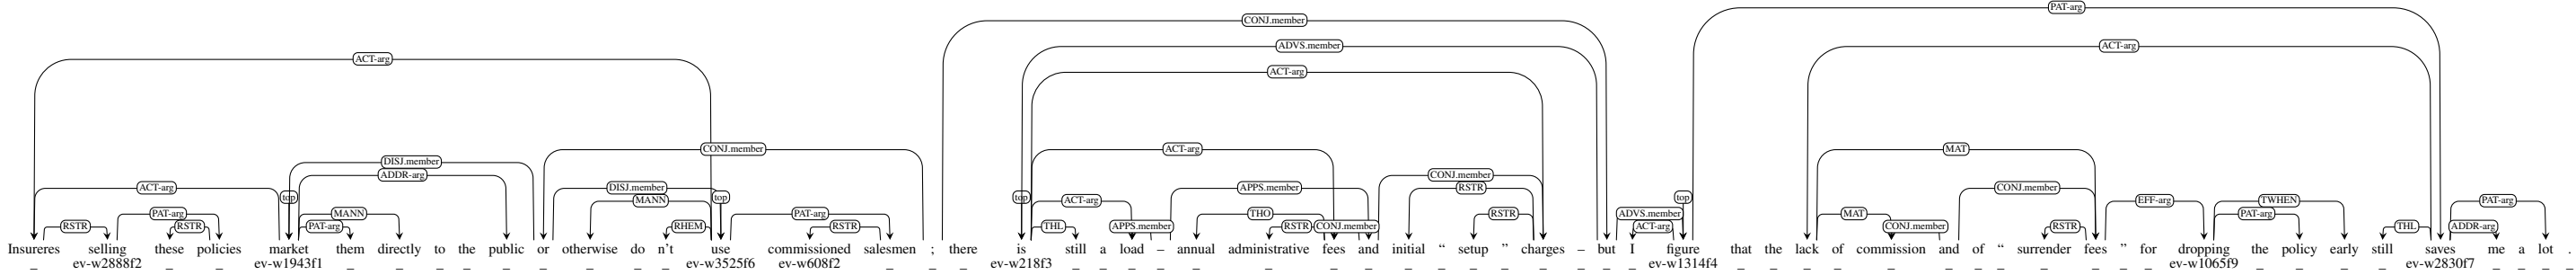 CONJ.member PAT-arg
ADVS.member ACT-arg
ACT-arg ACT-arg
CONJ.member ACT-arg MAT
DISJ.member
ADDR-arg CONJ.member
ACT-arg DISJ.member APPS.member RSTR CONJ.member
top MANN top top ACT-arg top EFF-arg TWHEN PAT-arg
PAT-arg MANN PAT-arg THO RSTR ADVS.member MAT PAT-arg
RSTR RSTR PAT-arg RHEM RSTR THL APPS.member RSTR CONJ.member ACT-arg CONJ.member RSTR THL ADDR-arg
Insureres selling these policies market them directly to the public or otherwise do n't use commissioned salesmen ; there is still a load – annual administrative fees and initial “ setup ” charges – but I figure that the lack of commission and of “ surrender fees ” for dropping the policy early still saves me a lot .
_ ev-w2888f2 _ _ ev-w1943f1 _ _ _ _ _ _ _ _ _ ev-w3525f6 ev-w608f2 _ _ _ ev-w218f3 _ _ _ _ _ _ _ _ _ _ _ _ _ _ _ _ ev-w1314f4 _ _ _ _ _ _ _ _ _ _ _ _ ev-w1065f9 _ _ _ _ ev-w2830f7 _ _ _ _